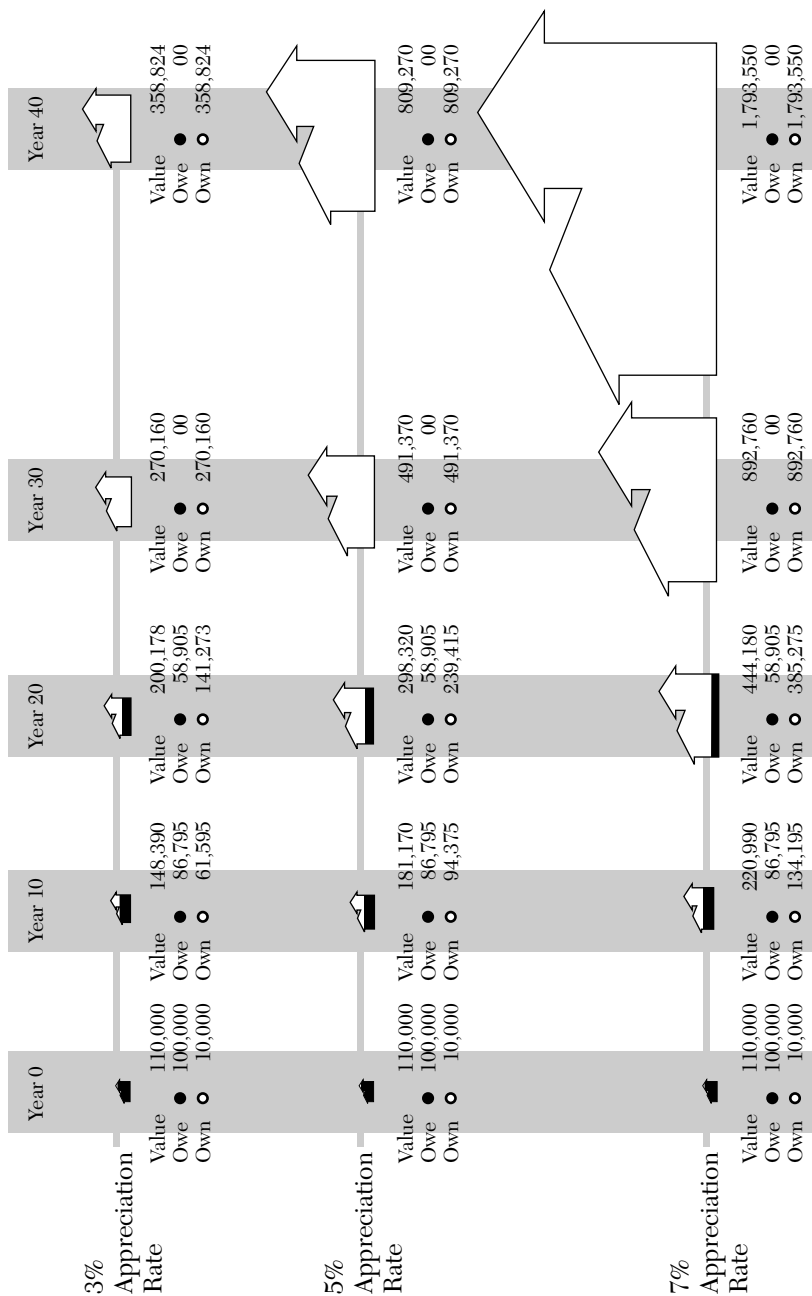 Year 0
Year 10
Year 20
Year 30
Year 40
3%
Appreciation
Rate
Value 110,000
Owe 100,000
Own 10,000
Value 148,390
Owe 86,795
Own 61,595
Value 200,178
Owe 58,905
Own 141,273
Value 270,160
Owe 00
Own 270,160
Value 358,824
Owe 00
Own 358,824
5%
Appreciation
Rate
Value 110,000
Owe 100,000
Own 10,000
Value 181,170
Owe 86,795
Own 94,375
Value 298,320
Owe 58,905
Own 239,415
Value 491,370
Owe 00
Own 491,370
Value 809,270
Owe 00
Own 809,270
7%
Appreciation
Rate
Value 110,000
Owe 100,000
Own 10,000
Value 220,990
Owe 86,795
Own 134,195
Value 444,180
Owe 58,905
Own 385,275
Value 892,760
Owe 00
Own 892,760
Value 1,793,550
Owe 00
Own 1,793,550